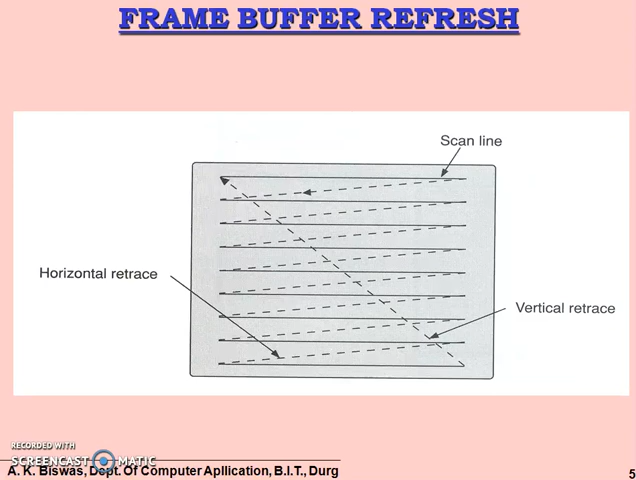 FRAME BUFFER REFRESH
Scan line
Horizontal retrace
Vertical retrace
RECORDED WITH
SCREENCAST MATIC
A. K. Biswas, Dept. Of Computer Apllication, B.I.T., Durg
5